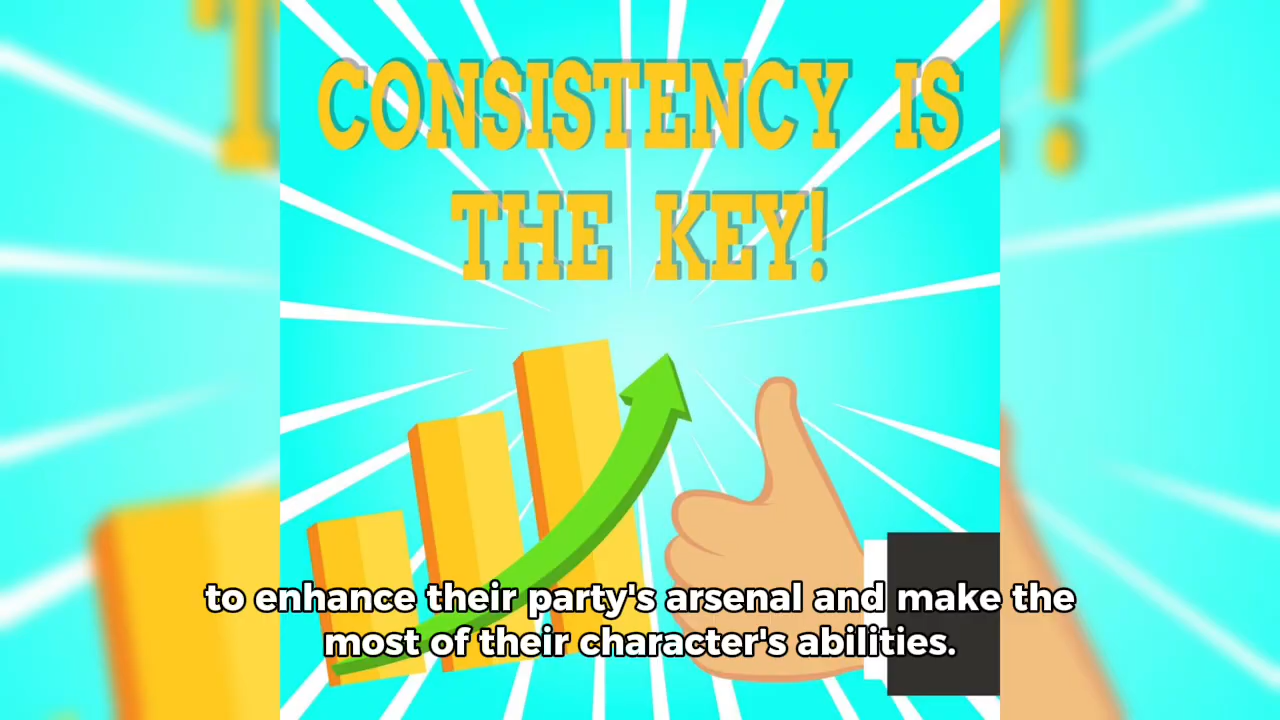 CONSISTENCY IS
THE KEY!
to enhance their party's arsenal and make the
most of their character's abilities.